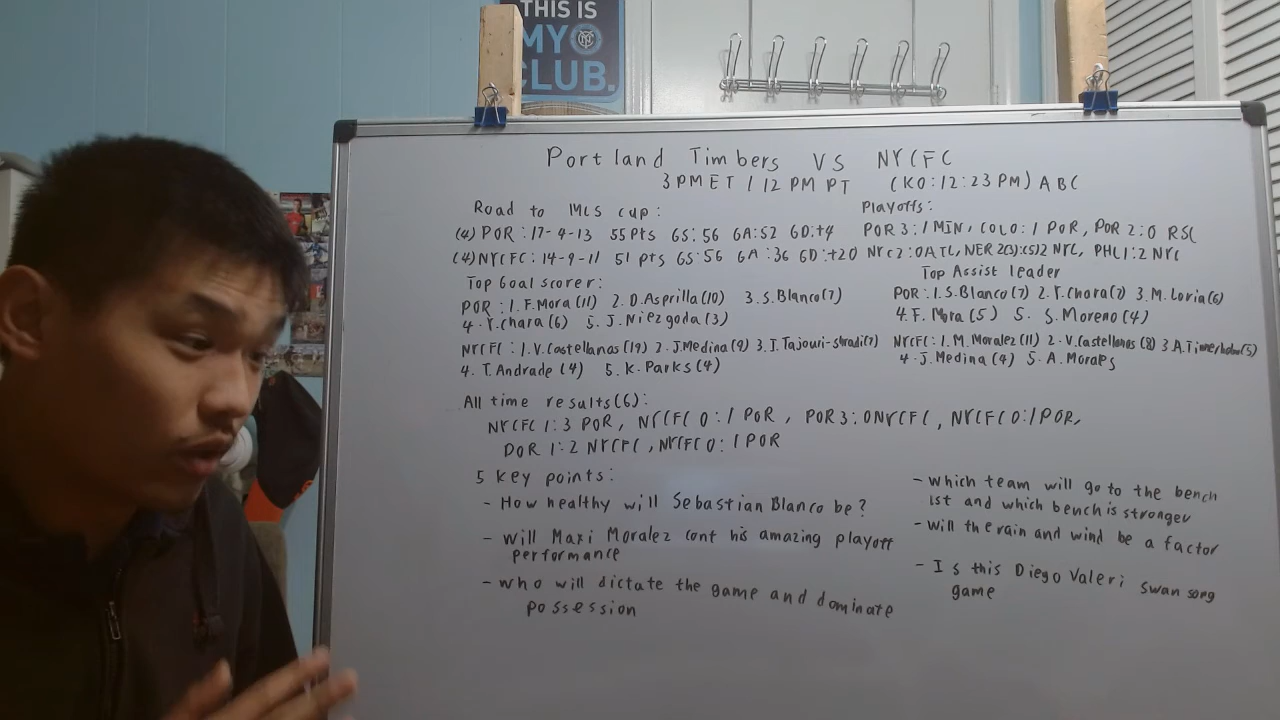 THIS IS
MY
CLUB.
Portland Timbers VS NYCFC
3 PM ET / 12 PM PT (KO:12:23 PM) ABC
Road to MLS cup:
Playoffs:
(4) POR : 17-4-13 55 Pts GS: 56 GA: 52 GD:+4
POR 3:1 MIN, COLO:1 POR, POR 2:0 RSL
(4) NYCFC: 14-9-11 51 pts GS:56 GA:36 GD:+20
NYC 2:0 ATL, NER 2(3):(5)2 NYC, PHL 1:2 NYC
Top Goal scorer:
Top Assist leader
POR: 1. F. Mora (11) 2. D. Asprilla (10) 3. S. Blanco (7)
4. Y. Chara (6) 5. J. Niezgoda (3)
POR: 1. S. Blanco (7) 2. Y. Chara (7) 3. M. Loria (6)
4. F. Mora (5) 5. S. Moreno (4)
NYCFC: 1. V. Castellanas (19) 2. J. Medina (9) 3. I. Tajouri-shradi (7)
4. T. Andrade (4) 5. K. Parks (4)
NYCFC: 1. M. Moralez (11) 2. V. Castellanas (8) 3 A. (5)
4. J. Medina (4) 5. A. Morales
All time results (6):
NYCFC 1:3 POR, NYCFC 0:1 POR, POR 3:0 NYCFC, NYCFC 0:1 POR,
POR 1:2 NYCFC, NYCFC 0:1 POR
5 key points:
- How healthy will Sebastian Blanco be?
- will Maxi Moralez cont his amazing playoff
performance
- who will dictate the game and dominate
possession
- which team will go to the bench
1st and which bench is stronger
- will the rain and wind be a factor
- Is this Diego Valeri swan song
game